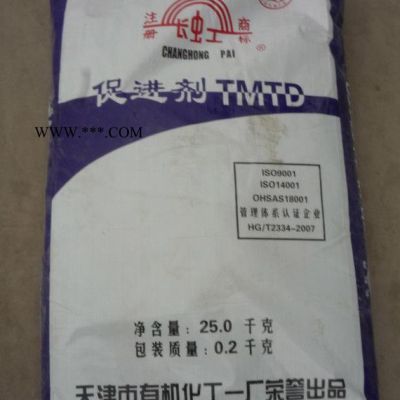 注册 长虹 商标
®
CHANGHONG PAI
促进剂 TMTD
WWW.***.COM
ISO9001
ISO14001
OHSAS18001
管理体系认证企业
HG/T2334-2007
净含量: 25.0 千克
包装质量: 0.2 千克
天津市有机化工一厂荣誉出品